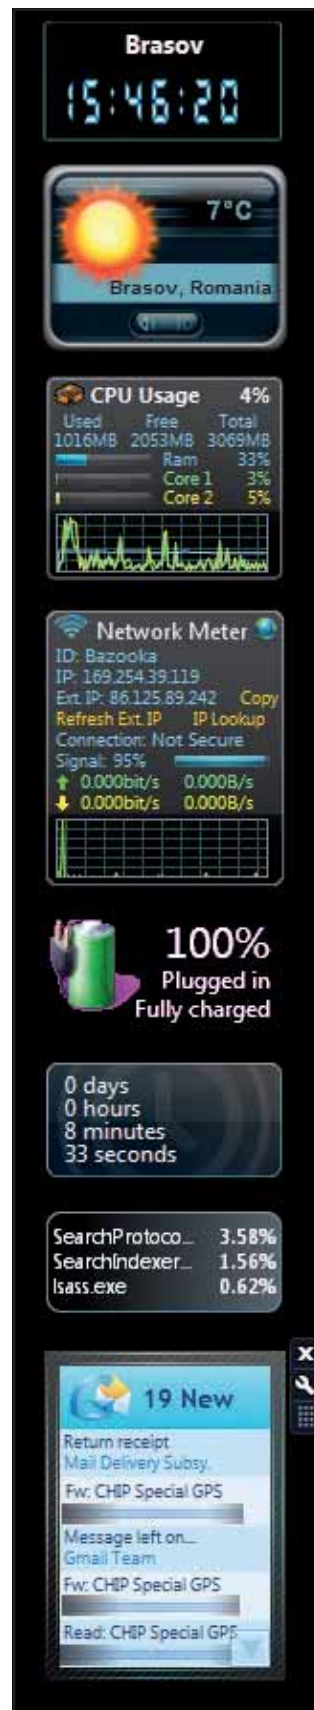 Brasov
15:46:20
7°C
Brasov, Romania
CPU Usage 4%
Used Free Total
1016MB 2053MB 3069MB
Ram 33%
Core 1 3%
Core 2 5%
Network Meter
ID: Bazooka
IP: 169.254.39.119
Ext. IP: 86.125.89.242 Copy
Refresh Ext. IP IP Lookup
Connection: Not Secure
Signal: 95%
0.000bit/s 0.000B/s
0.000bit/s 0.000B/s
100%
Plugged in
Fully charged
0 days
0 hours
8 minutes
33 seconds
SearchProtoco... 3.58%
SearchIndexer... 1.56%
lsass.exe 0.62%
19 New
Return receipt
Mail Delivery Subsy.
Fw: CHIP Special GPS
Message left on...
Gmail Team
Fw: CHIP Special GPS
Read: CHIP Special GPS